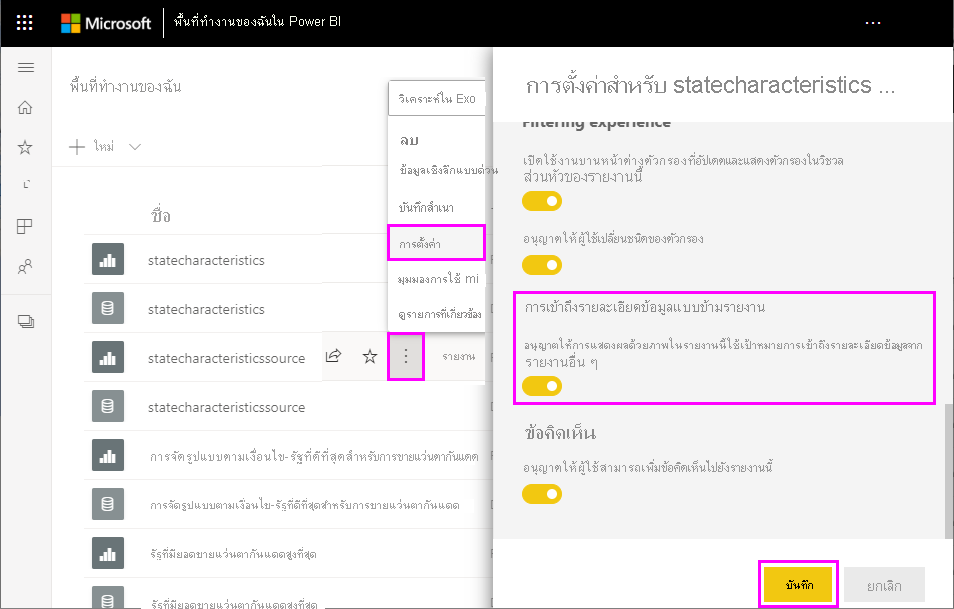 Microsoft
พื้นที่ทำงานของฉันใน Power BI
...
พื้นที่ทำงานของฉัน
ใหม่
ชื่อ
statecharacteristics
statecharacteristics
statecharacteristicssource
รายงาน
statecharacteristicssource
การจัดรูปแบบตามเงื่อนไข-รัฐที่ดีที่สุดสำหรับการขายแว่นตากันแดด
การจัดรูปแบบตามเงื่อนไข-รัฐที่ดีที่สุดสำหรับการขายแว่นตากันแดด
รัฐที่มียอดขายแว่นตากันแดดสูงที่สุด
รัฐที่มียอดขายแว่นตากันแดดสูงที่สุด
วิเคราะห์ใน Exo
ลบ
ข้อมูลเชิงลึกแบบด่วน
บันทึกสำเนา
การตั้งค่า
มุมมองการใช้ mi
ดูรายการที่เกี่ยวข้อง
การตั้งค่าสำหรับ statecharacteristics ...
Filtering experience
เปิดใช้งานบานหน้าต่างตัวกรองที่อัปเดตและแสดงตัวกรองในวิชวล
ส่วนหัวของรายงานนี้
อนุญาตให้ผู้ใช้เปลี่ยนชนิดของตัวกรอง
การเข้าถึงรายละเอียดข้อมูลแบบข้ามรายงาน
อนุญาตให้การแสดงผลด้วยภาพในรายงานนี้ใช้เป้าหมายการเข้าถึงรายละเอียดข้อมูลจาก
รายงานอื่น ๆ
ข้อคิดเห็น
อนุญาตให้ผู้ใช้สามารถเพิ่มข้อคิดเห็นไปยังรายงานนี้
บันทึก
ยกเลิก